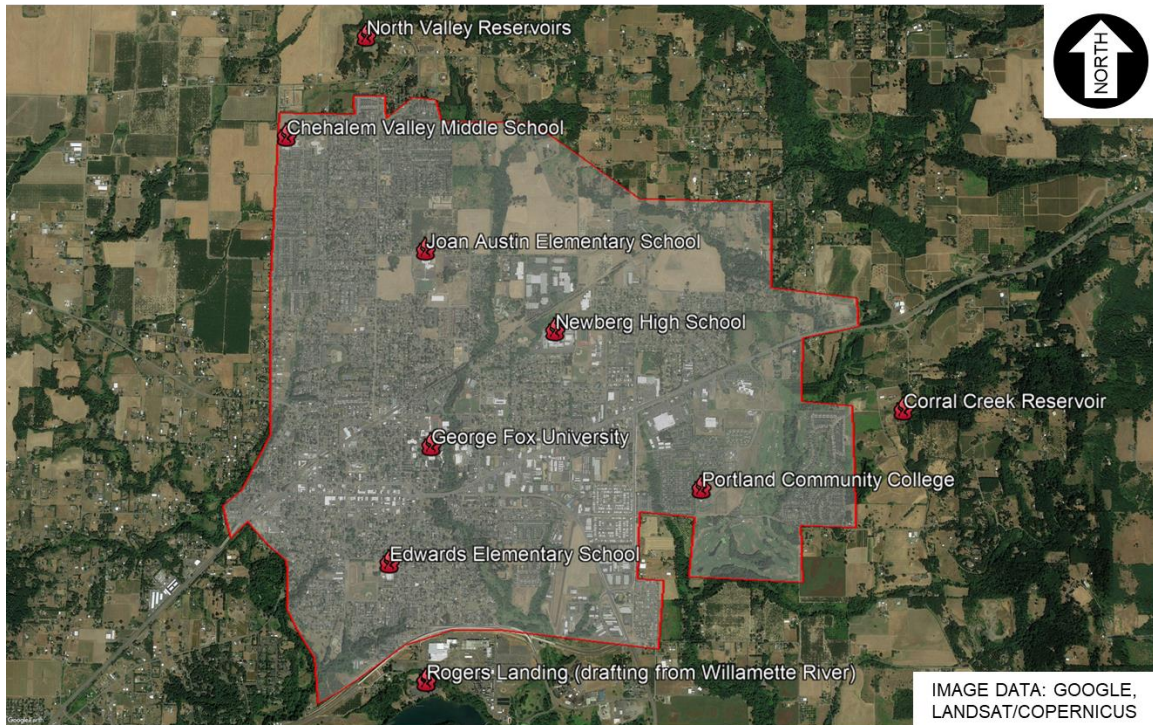 North Valley Reservoirs
NORTH
Chehalem Valley Middle School
Joan Austin Elementary School
Newberg High School
Corral Creek Reservoir
George Fox University
Portland Community College
Edwards Elementary School
Rogers Landing (drafting from Willamette River)
IMAGE DATA: GOOGLE,
LANDSAT/COPERNICUS
Google Earth